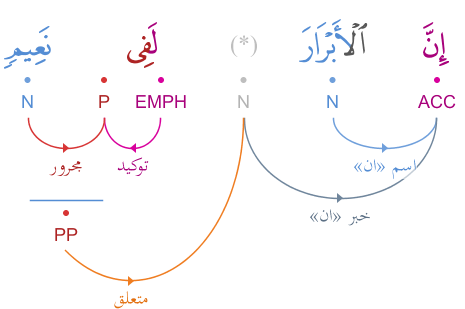 إِنَّ ٱلْأَبْرَارَ (*) لَفِى نَعِيمٍ
ACC N N EMPH P N
اسم «ان» توكيد مجرور
خبر «ان»
PP
متعلق